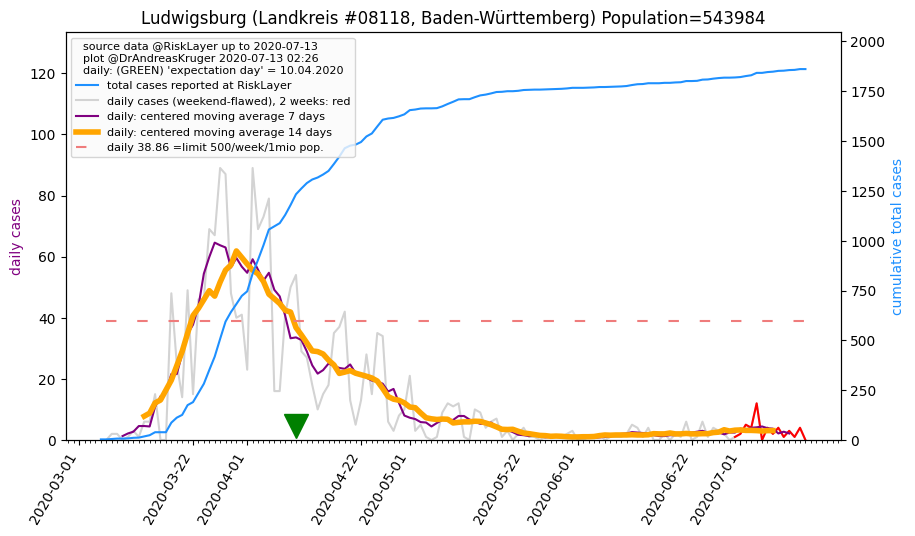 Ludwigsburg (Landkreis #08118, Baden-Württemberg) Population=543984
source data @RiskLayer up to 2020-07-13
plot @DrAndreasKruger 2020-07-13 02:26
daily: (GREEN) 'expectation day' = 10.04.2020
total cases reported at RiskLayer
daily cases (weekend-flawed), 2 weeks: red
daily: centered moving average 7 days
daily: centered moving average 14 days
daily 38.86 =limit 500/week/1mio pop.
daily cases
120
100
80
60
40
20
0
cumulative total cases
2000
1750
1500
1250
1000
750
500
250
0
2020-03-01
2020-03-22
2020-04-01
2020-04-22
2020-05-01
2020-05-22
2020-06-01
2020-06-22
2020-07-01